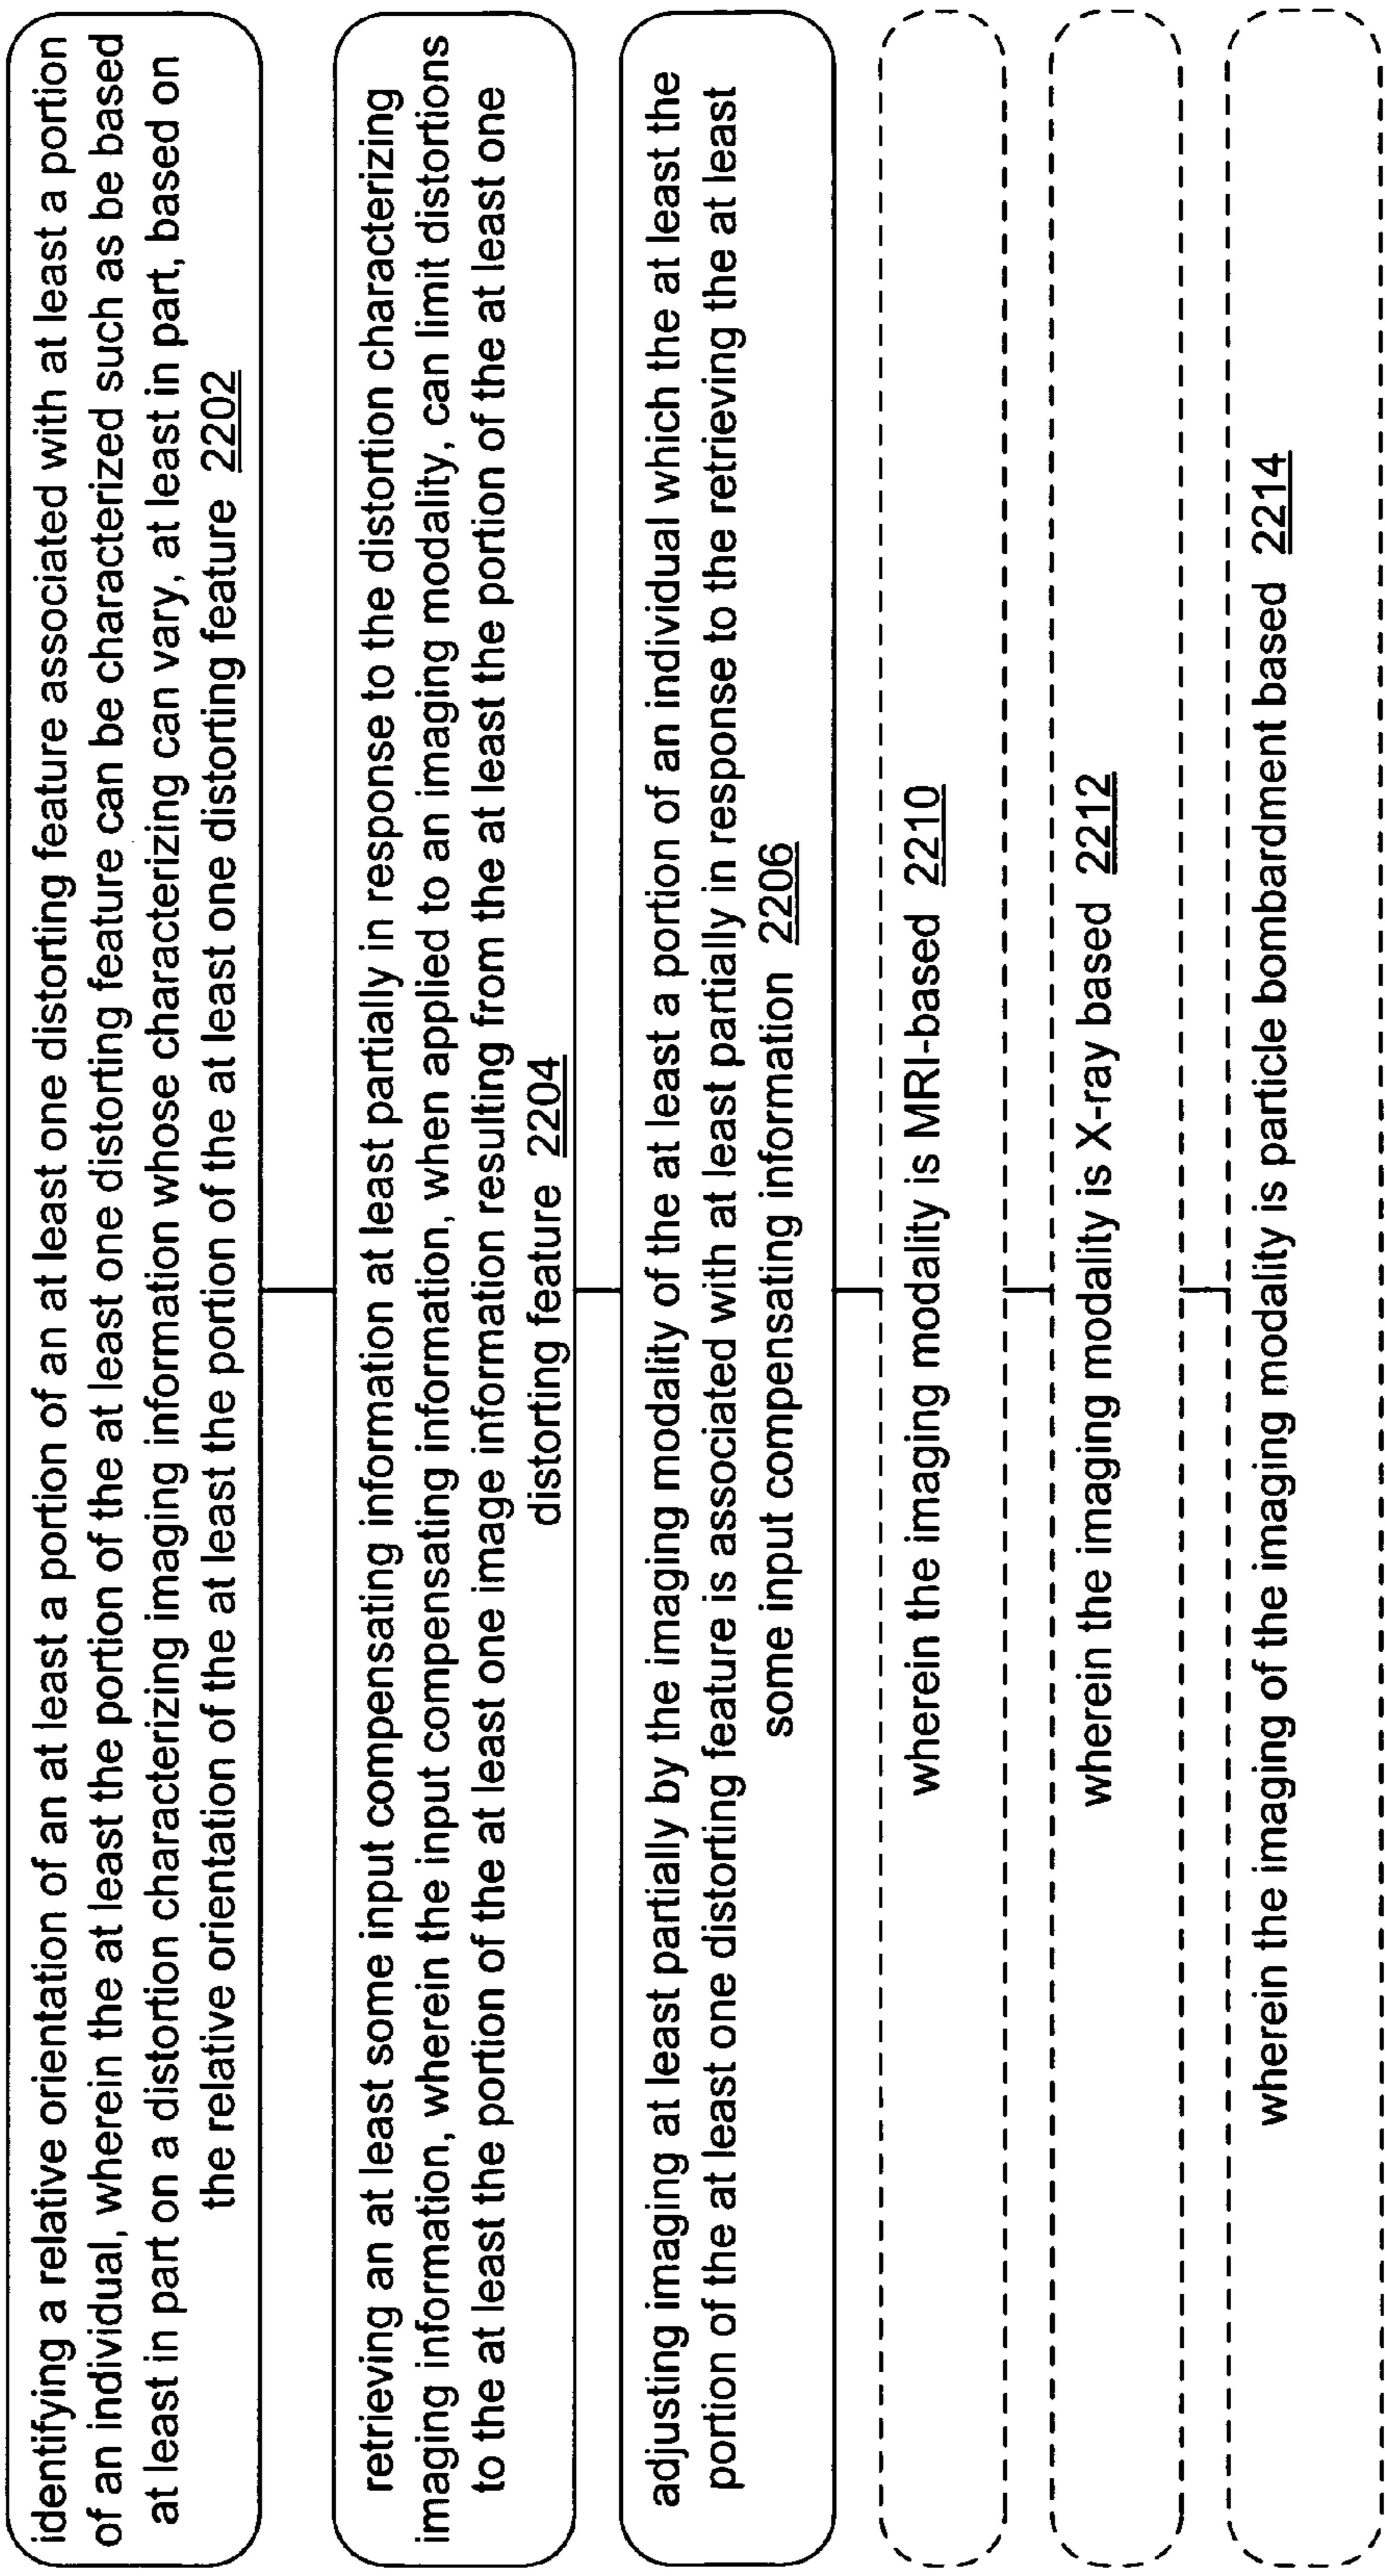 identifying a relative orientation of an at least a portion of an at least one distorting feature associated with at least a portion
of an individual, wherein the at least the portion of the at least one distorting feature can be characterized such as be based
at least in part on a distortion characterizing imaging information whose characterizing can vary, at least in part, based on
the relative orientation of the at least the portion of the at least one distorting feature 2202
retrieving an at least some input compensating information at least partially in response to the distortion characterizing
imaging information, wherein the input compensating information, when applied to an imaging modality, can limit distortions
to the at least the portion of the at least one image information resulting from the at least the portion of the at least one
distorting feature 2204
adjusting imaging at least partially by the imaging modality of the at least a portion of an individual which the at least the
portion of the at least one distorting feature is associated with at least partially in response to the retrieving the at least
some input compensating information 2206
wherein the imaging modality is MRI-based 2210
wherein the imaging modality is X-ray based 2212
wherein the imaging of the imaging modality is particle bombardment based 2214